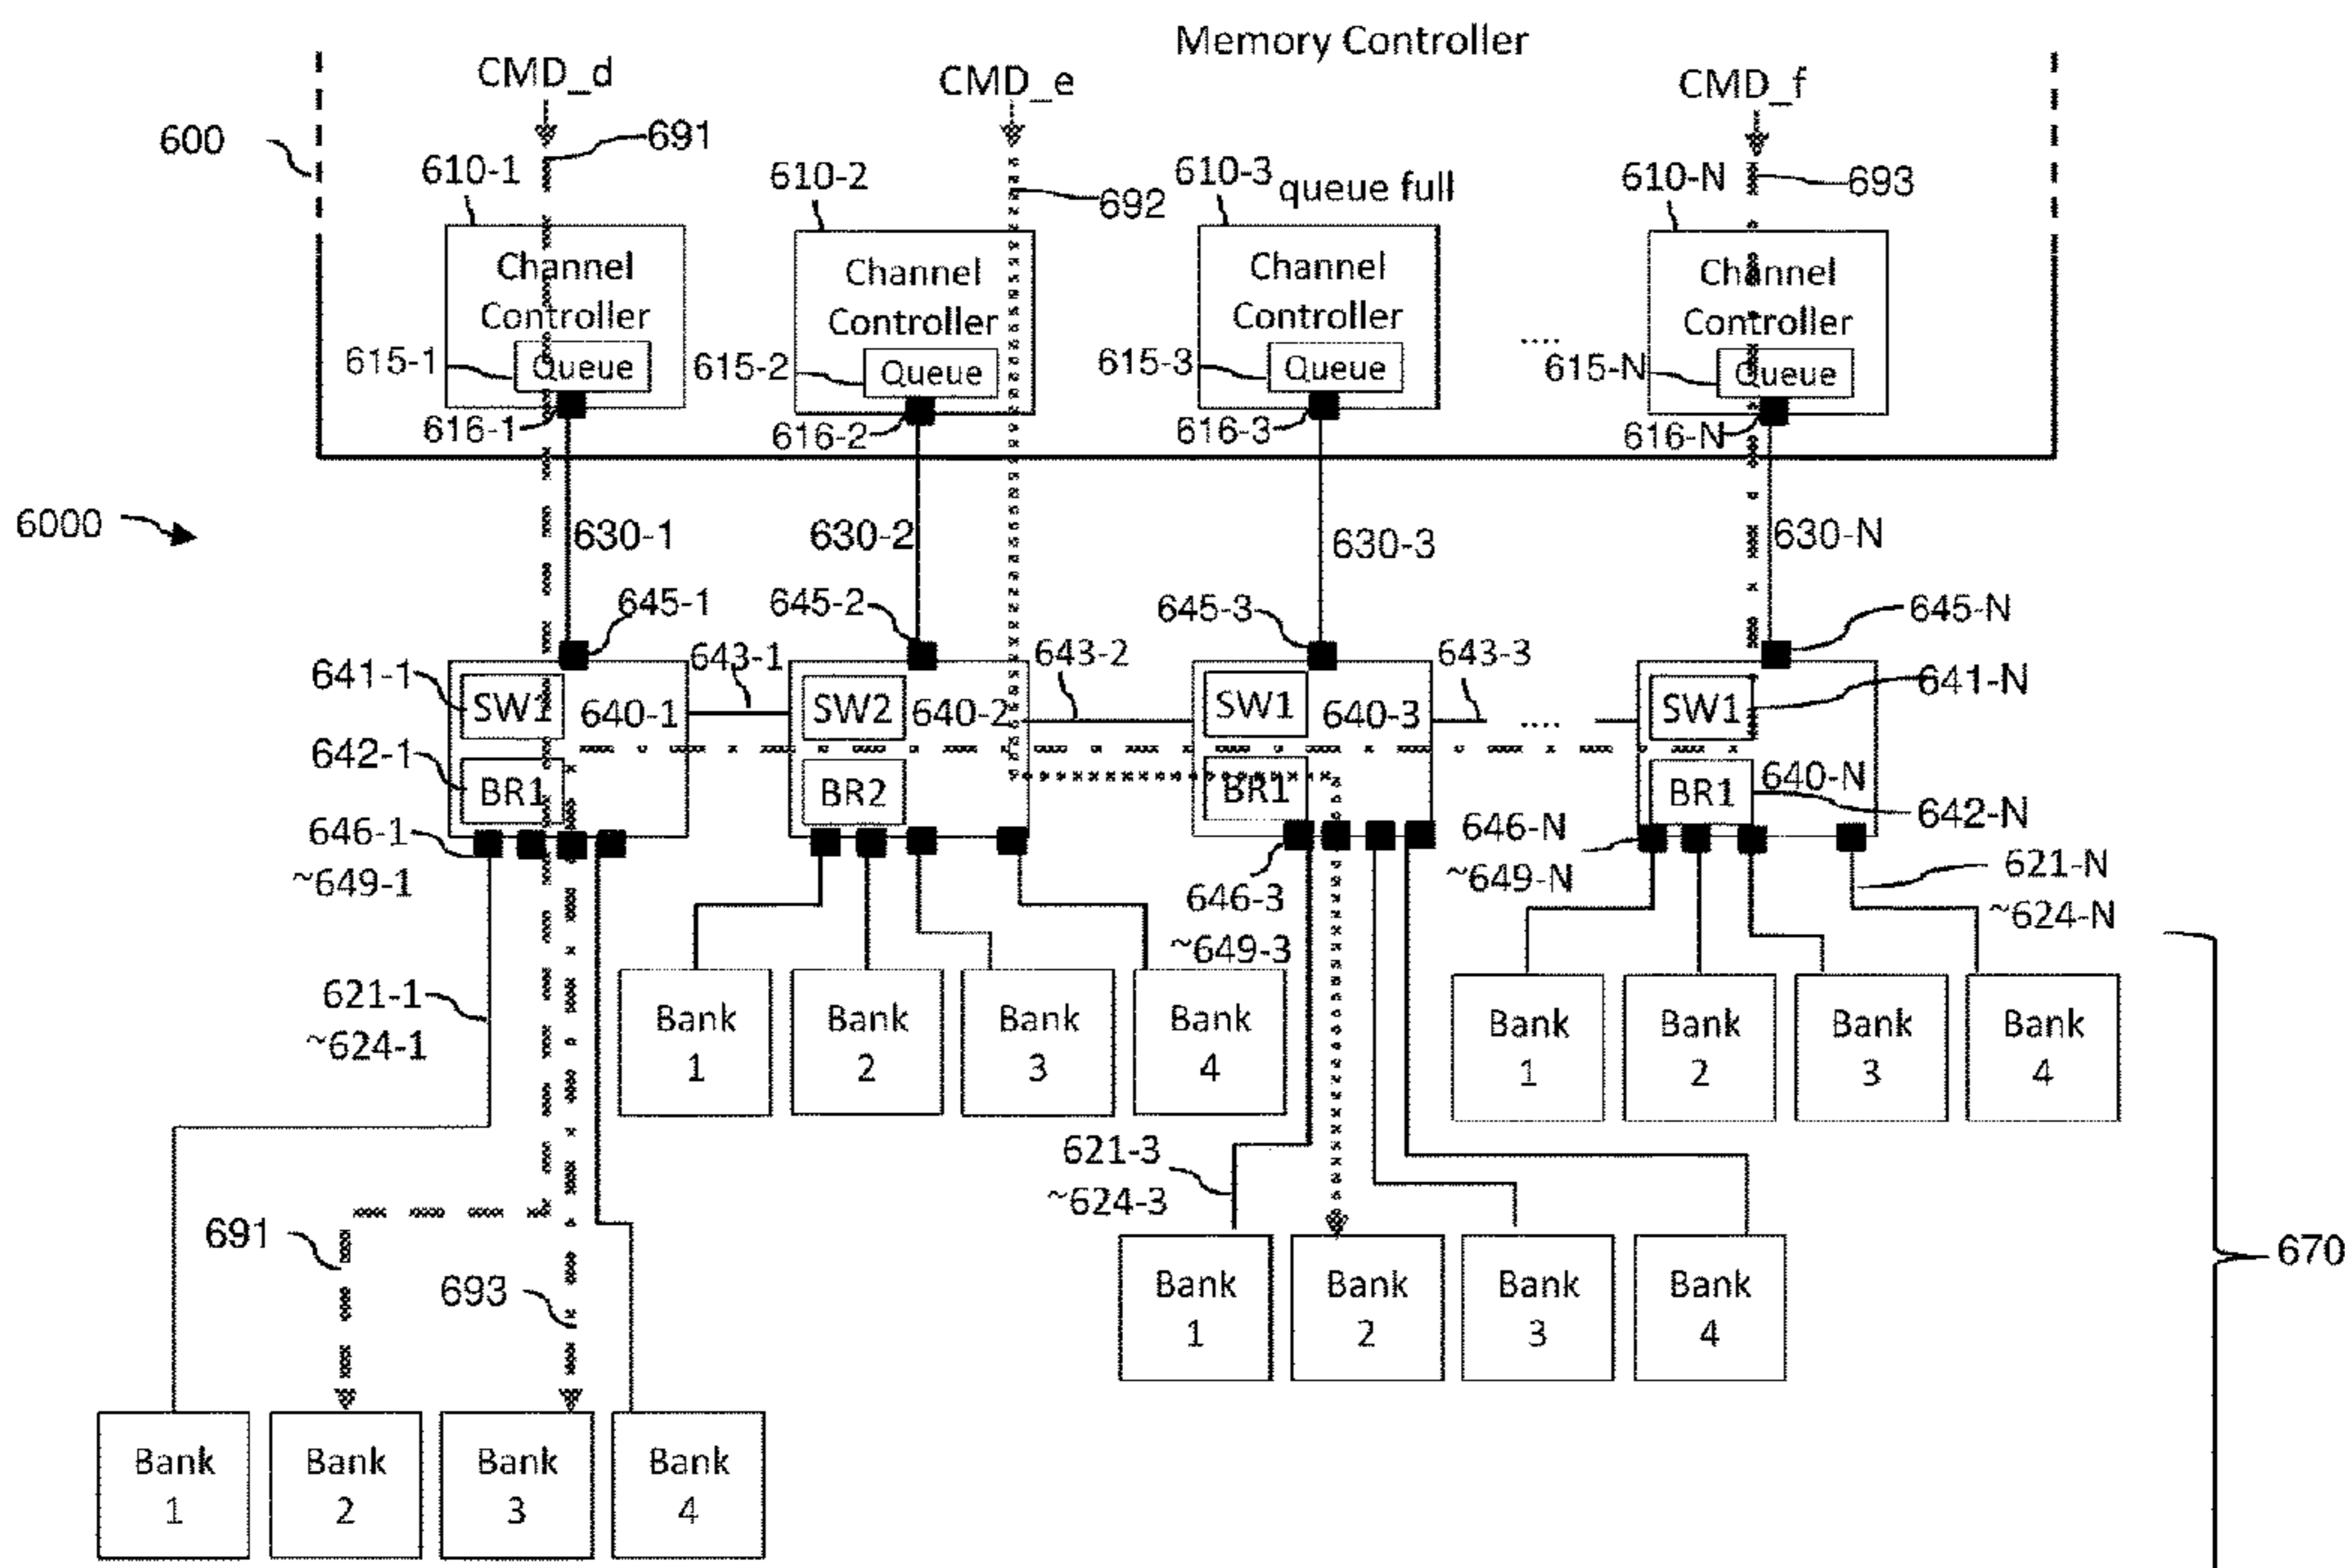 Memory Controller
CMD_d
CMD_e
CMD_f
600
691
610-1
610-2
692
610-3
queue full
610-N
693
Channel
Controller
Queue
Channel
Controller
Queue
Channel
Controller
Queue
....
Channel
Controller
Queue
615-1
615-2
615-3
615-N
616-1
616-2
616-3
616-N
6000
630-1
630-2
630-3
630-N
645-1
645-2
645-3
645-N
641-1
643-1
643-2
643-3
641-N
SW1
640-1
SW2
640-2
SW1
640-3
....
SW1
642-1
BR1
BR2
BR1
BR1
640-N
642-N
646-1
~649-1
646-3
~649-3
646-N
~649-N
621-N
~624-N
621-1
~624-1
Bank
1
Bank
2
Bank
3
Bank
4
Bank
1
Bank
2
Bank
3
Bank
4
621-3
~624-3
691
693
670
Bank
1
Bank
2
Bank
3
Bank
4
Bank
1
Bank
2
Bank
3
Bank
4